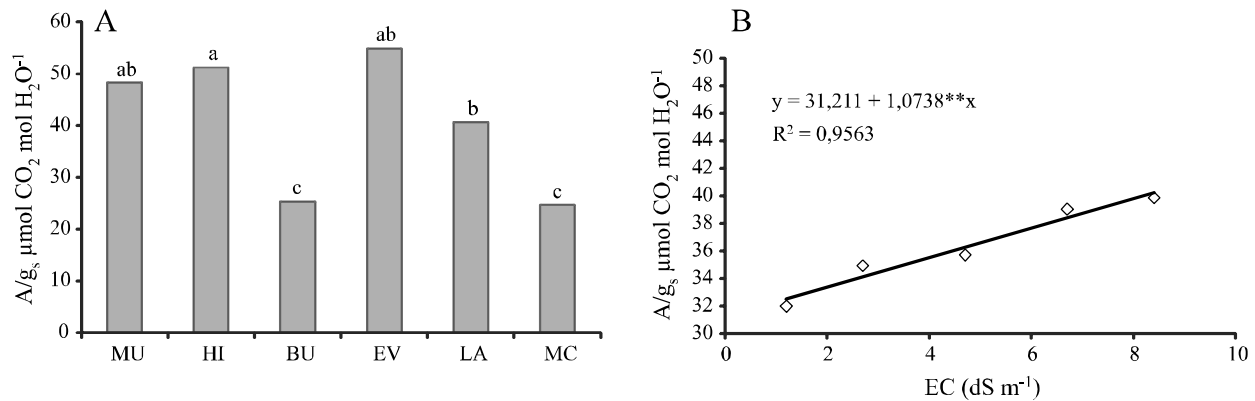 A
A/gₛ µmol CO₂ mol H₂O⁻¹
60
50
40
30
20
10
0
ab
a
c
ab
b
c
MU HI BU EV LA MC
B
A/gₛ µmol CO₂ mol H₂O⁻¹
50
48
46
44
42
40
38
36
34
32
30
y = 31,211 + 1,0738**x
R² = 0,9563
0 2 4 6 8 10
EC (dS m⁻¹)